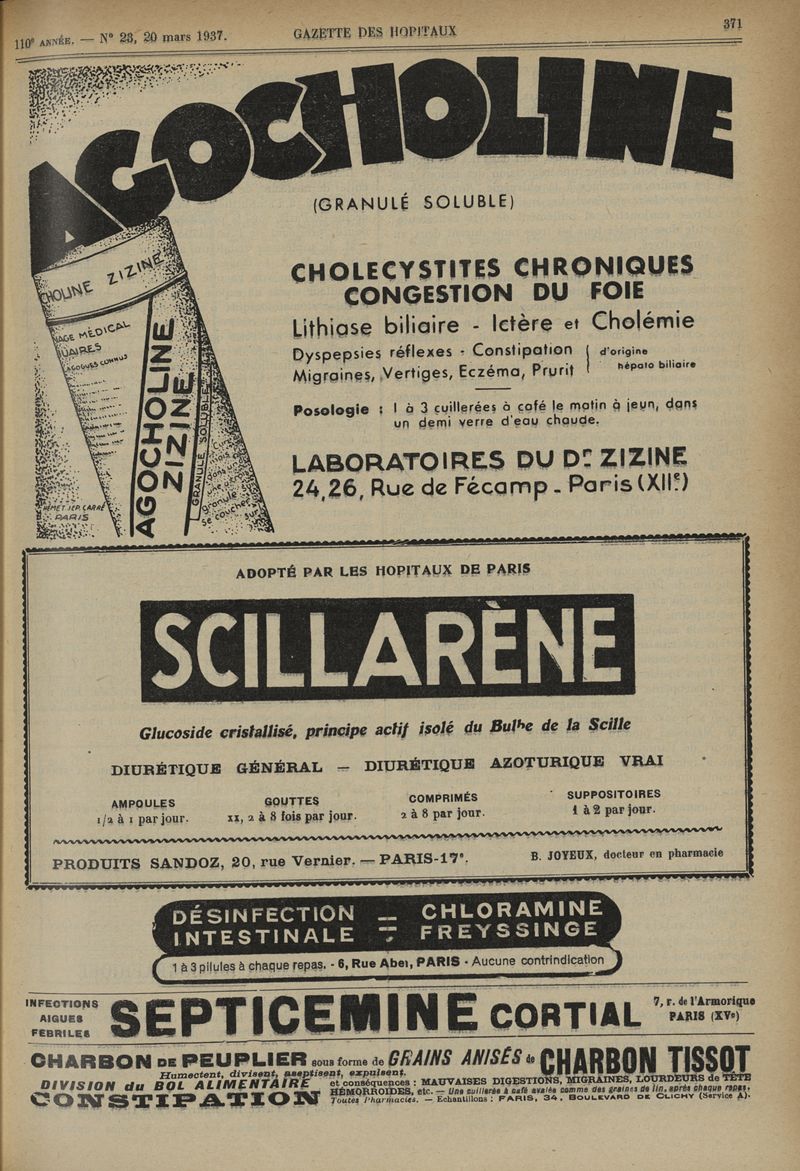 110e ANNÉE. — N° 23, 20 mars 1937.
GAZETTE DES HOPITAUX
371
AGOCHOLINE
(GRANULÉ SOLUBLE)
CHOLINE ZIZINE
AGOCHOLINE
ZIZINE
GRANULÉ SOLUBLE
PARIS
CHOLECYSTITES CHRONIQUES
CONGESTION DU FOIE
Lithiase biliaire - Ictère et Cholémie
Dyspepsies réflexes - Constipation
Migraines, Vertiges, Eczéma, Prurit
d'origine
hépato biliaire
Posologie : 1 à 3 cuillerées à café le matin à jeun, dans
un demi verre d'eau chaude.
LABORATOIRES DU Dr ZIZINE
24,26, Rue de Fécamp - Paris (XIIe)
ADOPTÉ PAR LES HOPITAUX DE PARIS
SCILLARÈNE
Glucoside cristallisé, principe actif isolé du Bulbe de la Scille
DIURÉTIQUE GÉNÉRAL — DIURÉTIQUE AZOTURIQUE VRAI
AMPOULES
1/2 à 1 par jour.
GOUTTES
XX, 2 à 8 fois par jour.
COMPRIMÉS
2 à 8 par jour.
SUPPOSITOIRES
1 à 2 par jour.
PRODUITS SANDOZ, 20, rue Vernier. — PARIS-17e.
B. JOYEUX, docteur en pharmacie
DÉSINFECTION — CHLORAMINE
INTESTINALE — FREYSSINGE
1 à 3 pilules à chaque repas. - 6, Rue Abel, PARIS - Aucune contrindication
INFECTIONS
AIGUES
FEBRILES
SEPTICEMINE CORTIAL
7, r. de l'Armorique
PARIS (XVe)
CHARBON DE PEUPLIER sous forme de GRAINS ANISÉS de CHARBON TISSOT
Humectent, divisent, aseptisent, expulsent.
DIVISION du BOL ALIMENTAIRE et conséquences : MAUVAISES DIGESTIONS, MIGRAINES, LOURDEURS de TÊTE
HÉMORROIDES, etc. — Une cuillerée à café avalée comme des graines de lin, après chaque repas.
CONSTIPATION Toutes Pharmacies. — Echantillons : PARIS, 34, BOULEVARD DE CLICHY (Service A).